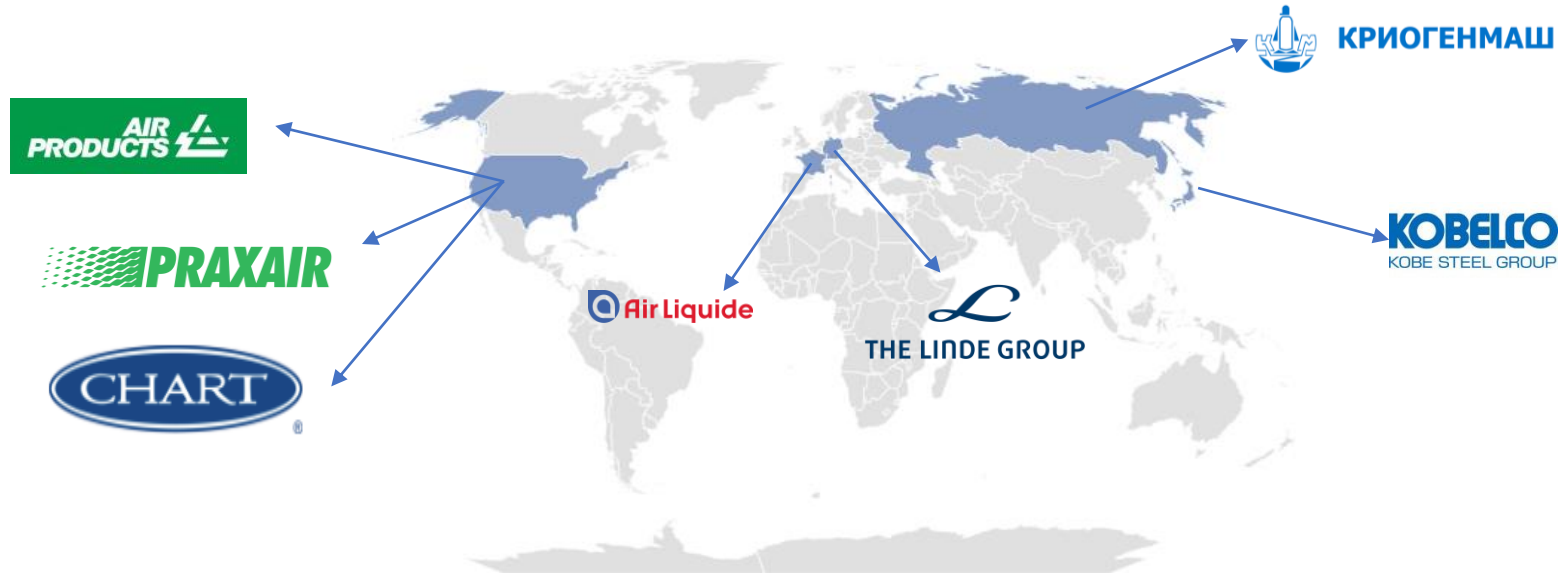 КРИОГЕНМАШ
AIR
PRODUCTS
KOBELCO
KOBE STEEL GROUP
PRAXAIR
Air Liquide
THE LINDE GROUP
CHART
®